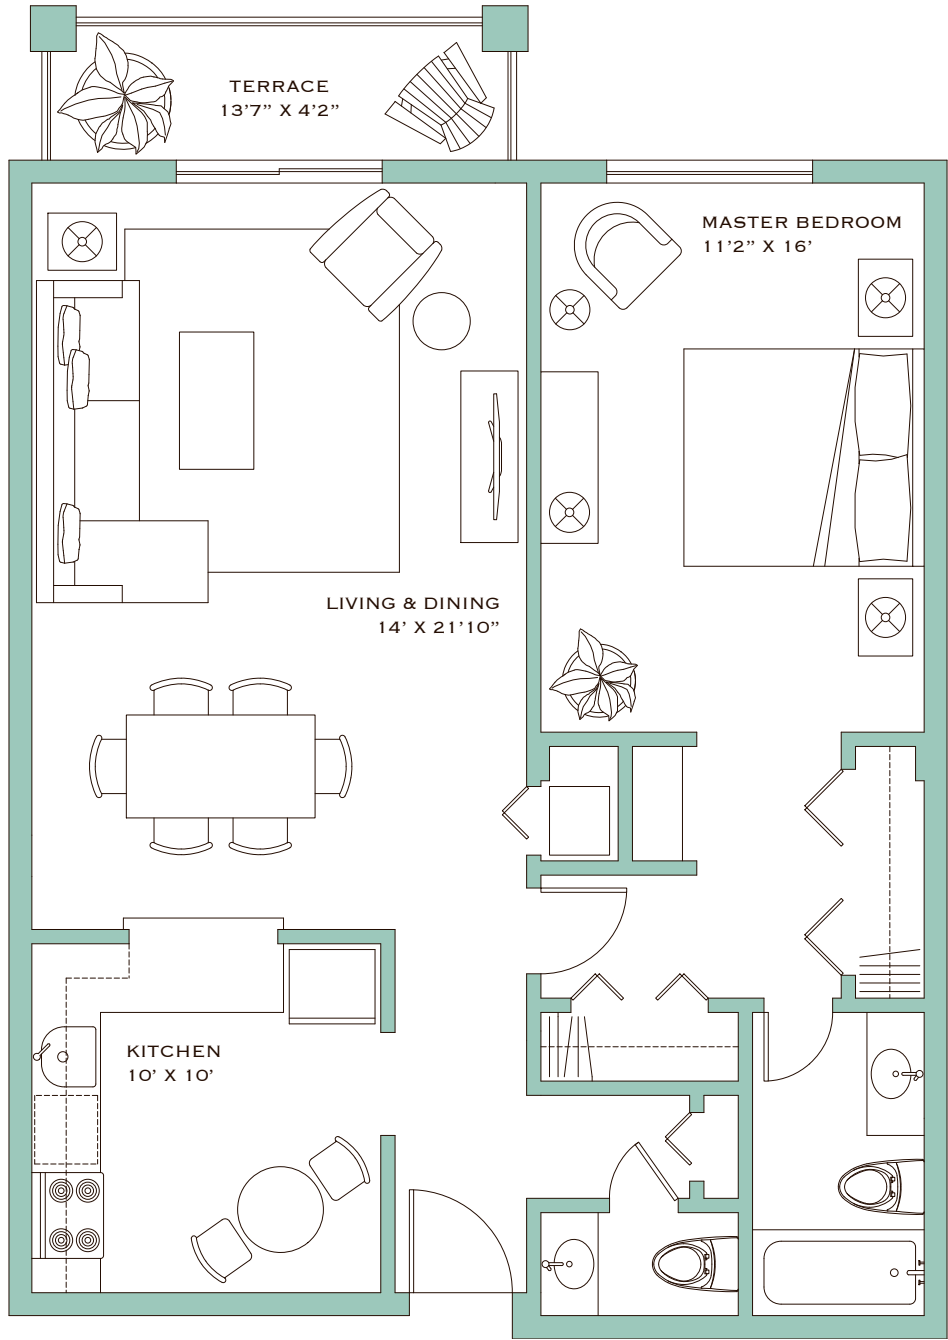 TERRACE
13'7” X 4'2”
MASTER BEDROOM
11'2” X 16'
LIVING & DINING
14' X 21'10”
KITCHEN
10' X 10'